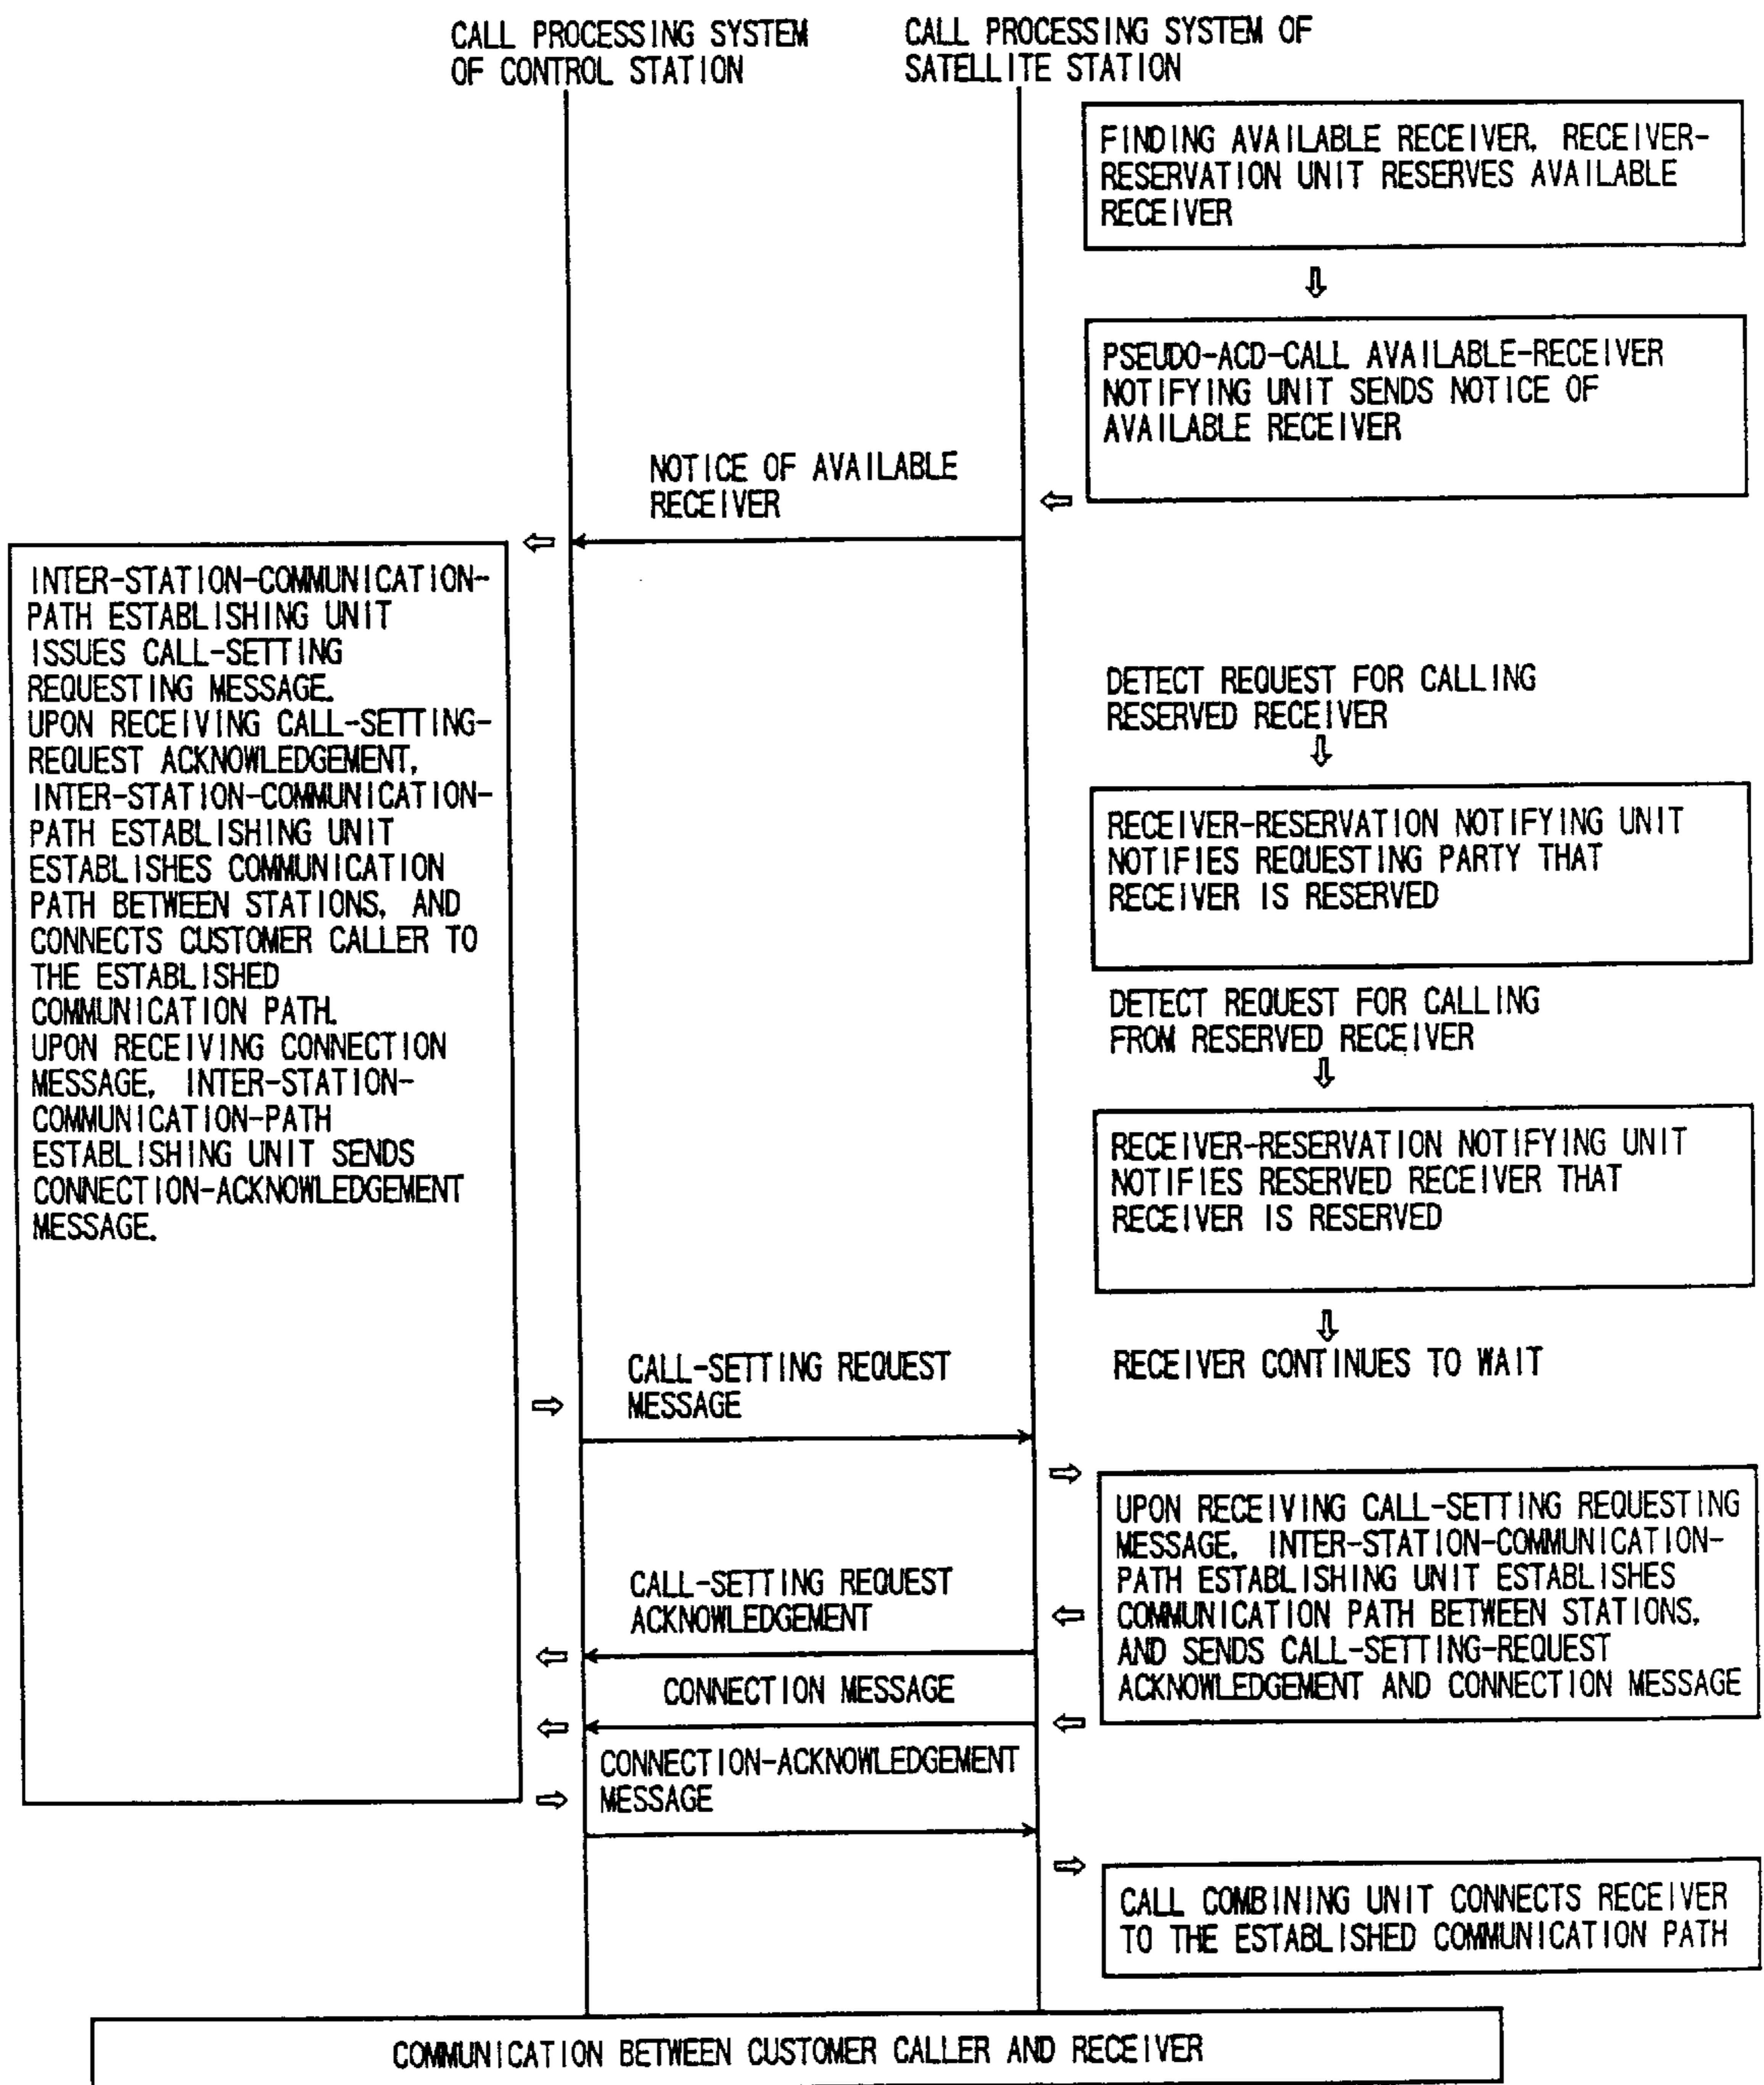 CALL PROCESSING SYSTEM
OF CONTROL STATION
CALL PROCESSING SYSTEM OF
SATELLITE STATION
FINDING AVAILABLE RECEIVER, RECEIVER-
RESERVATION UNIT RESERVES AVAILABLE
RECEIVER
PSEUDO-ACD-CALL AVAILABLE-RECEIVER
NOTIFYING UNIT SENDS NOTICE OF
AVAILABLE RECEIVER
NOTICE OF AVAILABLE
RECEIVER
INTER-STATION-COMMUNICATION-
PATH ESTABLISHING UNIT
ISSUES CALL-SETTING
REQUESTING MESSAGE.
UPON RECEIVING CALL-SETTING-
REQUEST ACKNOWLEDGEMENT,
INTER-STATION-COMMUNICATION-
PATH ESTABLISHING UNIT
ESTABLISHES COMMUNICATION
PATH BETWEEN STATIONS, AND
CONNECTS CUSTOMER CALLER TO
THE ESTABLISHED
COMMUNICATION PATH.
UPON RECEIVING CONNECTION
MESSAGE, INTER-STATION-
COMMUNICATION-PATH
ESTABLISHING UNIT SENDS
CONNECTION-ACKNOWLEDGEMENT
MESSAGE.
DETECT REQUEST FOR CALLING
RESERVED RECEIVER
RECEIVER-RESERVATION NOTIFYING UNIT
NOTIFIES REQUESTING PARTY THAT
RECEIVER IS RESERVED
DETECT REQUEST FOR CALLING
FROM RESERVED RECEIVER
RECEIVER-RESERVATION NOTIFYING UNIT
NOTIFIES RESERVED RECEIVER THAT
RECEIVER IS RESERVED
RECEIVER CONTINUES TO WAIT
CALL-SETTING REQUEST
MESSAGE
UPON RECEIVING CALL-SETTING REQUESTING
MESSAGE, INTER-STATION-COMMUNICATION-
PATH ESTABLISHING UNIT ESTABLISHES
COMMUNICATION PATH BETWEEN STATIONS,
AND SENDS CALL-SETTING-REQUEST
ACKNOWLEDGEMENT AND CONNECTION MESSAGE
CALL-SETTING REQUEST
ACKNOWLEDGEMENT
CONNECTION MESSAGE
CONNECTION-ACKNOWLEDGEMENT
MESSAGE
CALL COMBINING UNIT CONNECTS RECEIVER
TO THE ESTABLISHED COMMUNICATION PATH
COMMUNICATION BETWEEN CUSTOMER CALLER AND RECEIVER